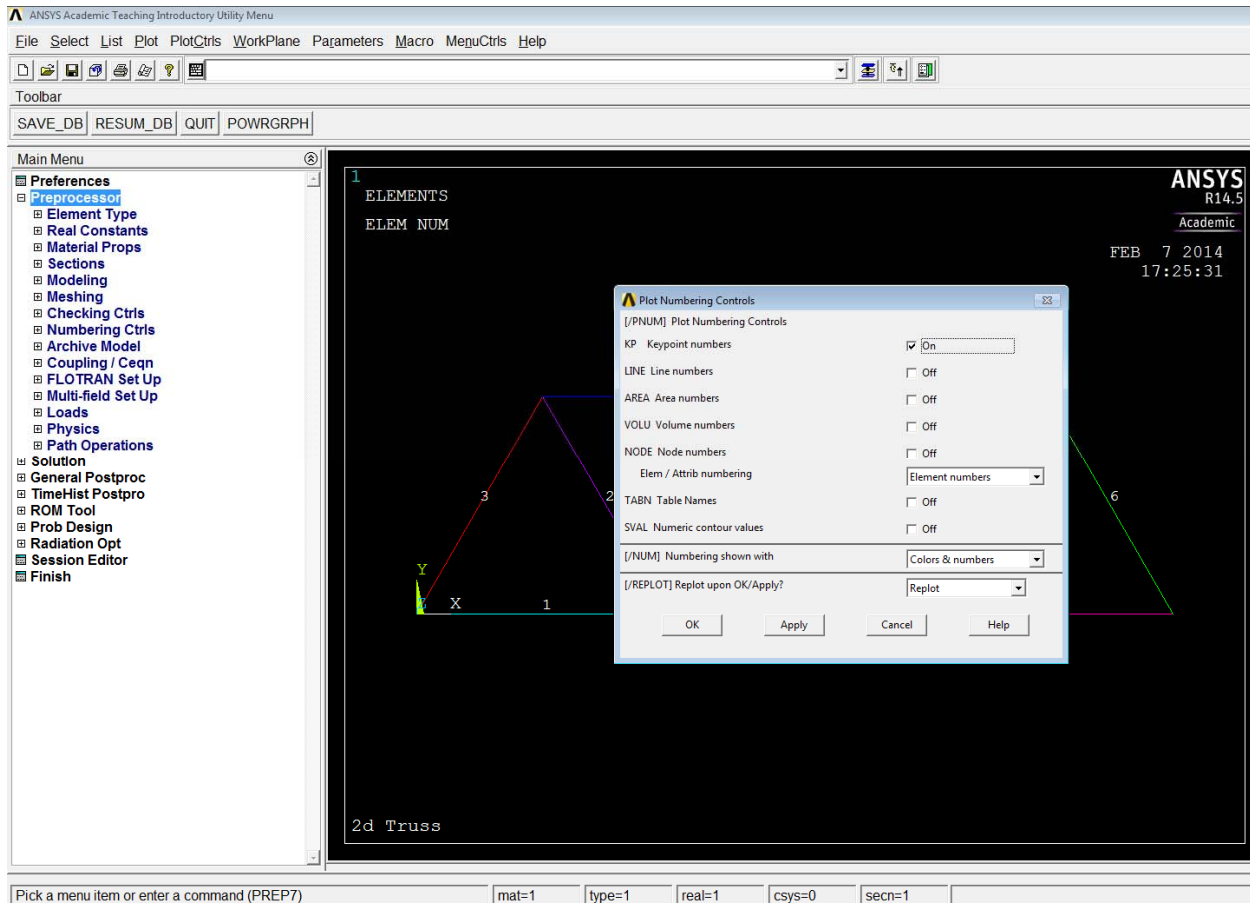 ANSYS Academic Teaching Introductory Utility Menu
File Select List Plot PlotCtrls WorkPlane Parameters Macro MenuCtrls Help
Toolbar
SAVE_DB RESUM_DB QUIT POWRGRPH
Main Menu
Preferences
Preprocessor
Element Type
Real Constants
Material Props
Sections
Modeling
Meshing
Checking Ctrls
Numbering Ctrls
Archive Model
Coupling / Ceqn
FLOTRAN Set Up
Multi-field Set Up
Loads
Physics
Path Operations
Solution
General Postproc
TimeHist Postpro
ROM Tool
Prob Design
Radiation Opt
Session Editor
Finish
1
ELEMENTS
ELEM NUM
ANSYS
R14.5
Academic
FEB 7 2014
17:25:31
Plot Numbering Controls
[/PNUM] Plot Numbering Controls
KP Keypoint numbers On
LINE Line numbers Off
AREA Area numbers Off
VOLU Volume numbers Off
NODE Node numbers Off
Elem / Attrib numbering Element numbers
TABN Table Names Off
SVAL Numeric contour values Off
[/NUM] Numbering shown with Colors & numbers
[/REPLOT] Replot upon OK/Apply? Replot
OK Apply Cancel Help
3 2 6
Y
Z X 1
2d Truss
Pick a menu item or enter a command (PREP7) mat=1 type=1 real=1 csys=0 secn=1